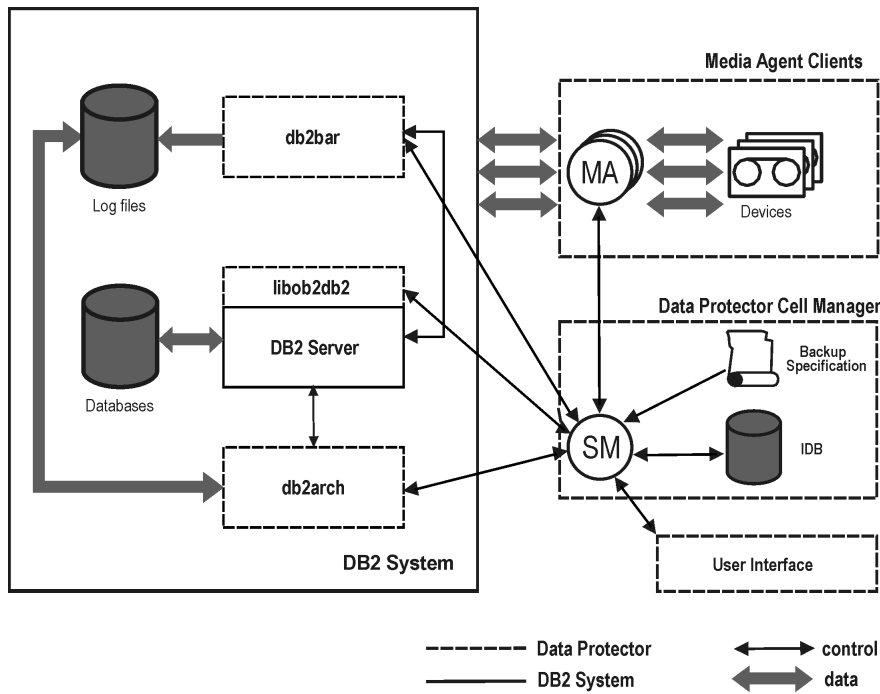 Media Agent Clients
db2bar
MA
Log files
Devices
libob2db2
Data Protector Cell Manager
DB2 Server
Backup
Specification
Databases
SM
IDB
db2arch
DB2 System
User Interface
Data Protector
control
DB2 System
data